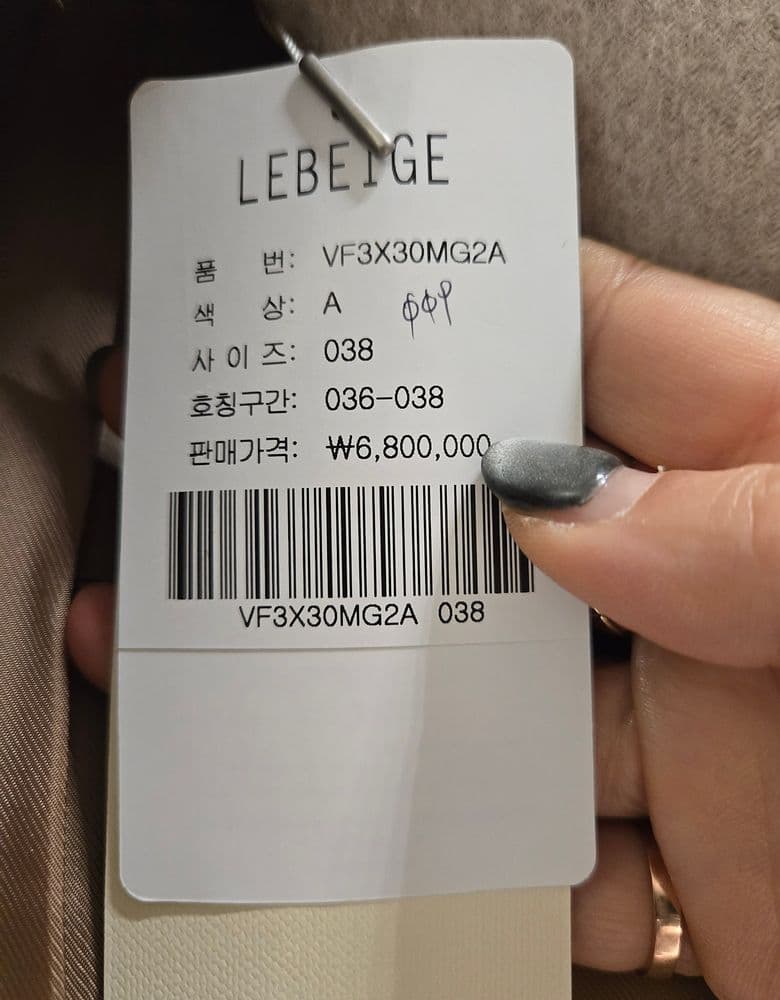 LEBEIGE
품 번: VF3X30MG2A
색 상: A
사 이 즈: 038
호칭구간: 036-038
판매가격: ₩6,800,000
VF3X30MG2A 038